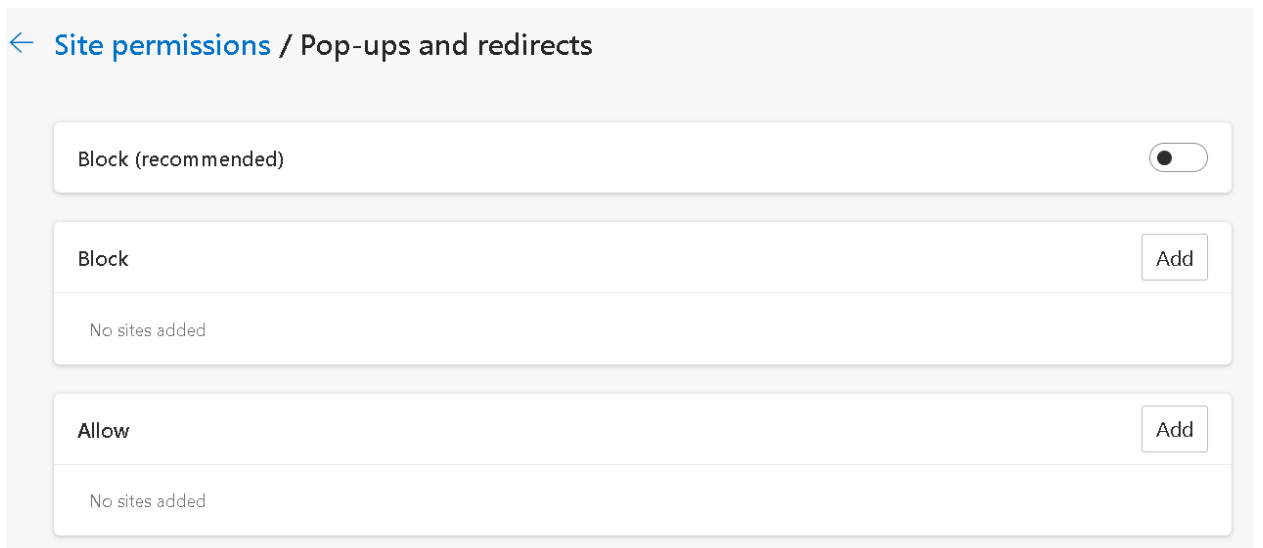 Site permissions / Pop-ups and redirects
Block (recommended)
Block
Add
No sites added
Allow
Add
No sites added